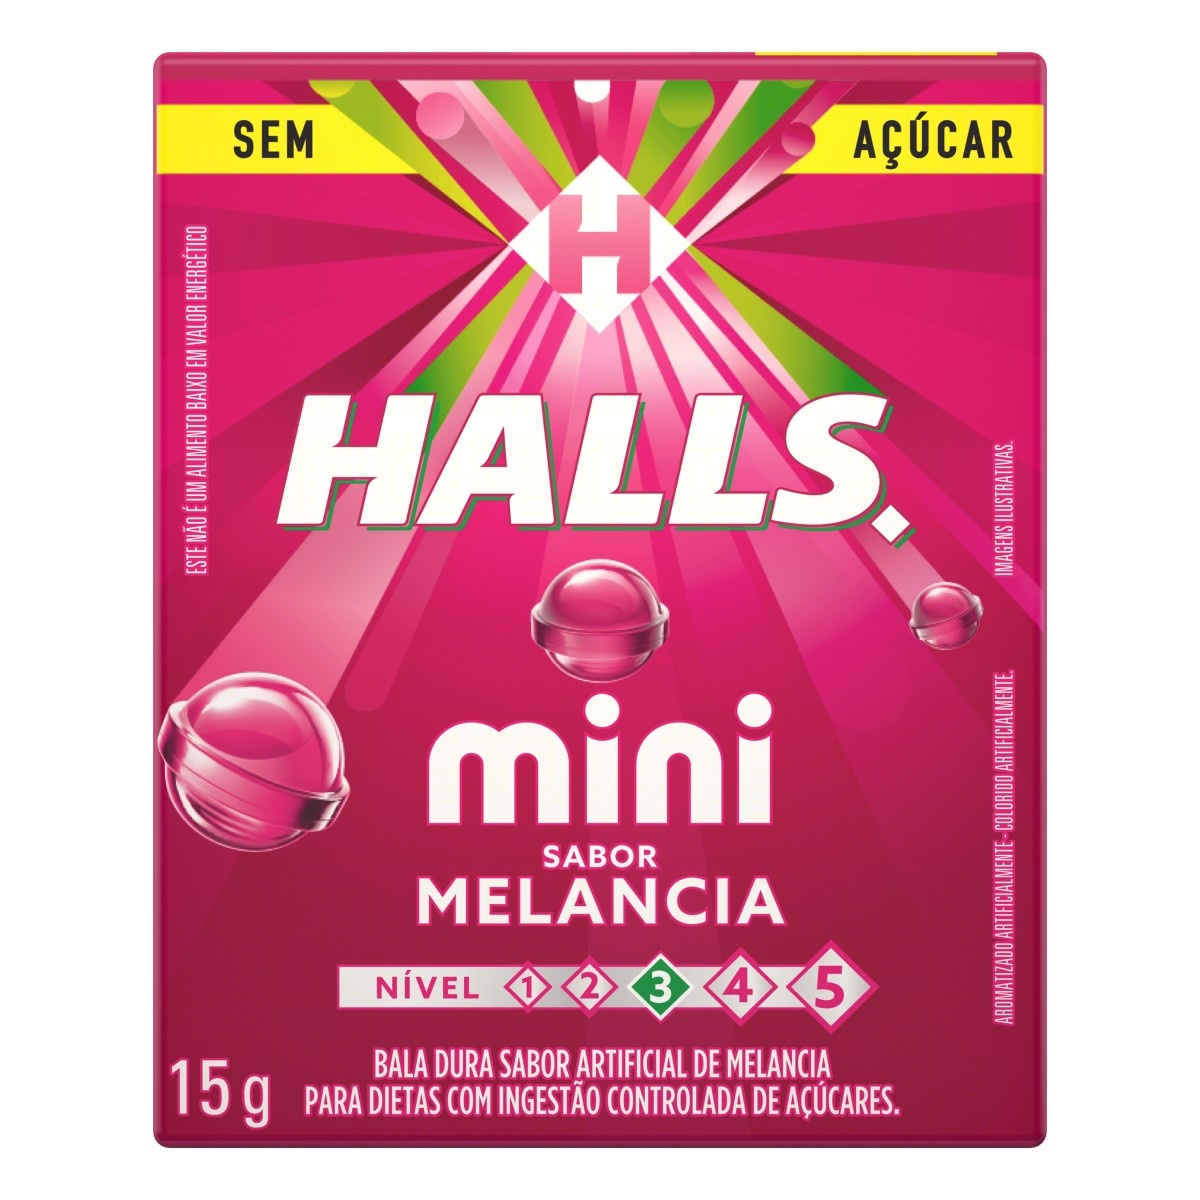 SEM AÇÚCAR
H
ESTE NÃO É UM ALIMENTO BAIXO EM VALOR ENERGÉTICO
HALLS.
IMAGENS ILUSTRATIVAS.
mini
SABOR
MELANCIA
AROMATIZADO ARTIFICIALMENTE - COLORIDO ARTIFICIALMENTE.
NÍVEL 1 2 3 4 5
15 g
BALA DURA SABOR ARTIFICIAL DE MELANCIA
PARA DIETAS COM INGESTÃO CONTROLADA DE AÇÚCARES.